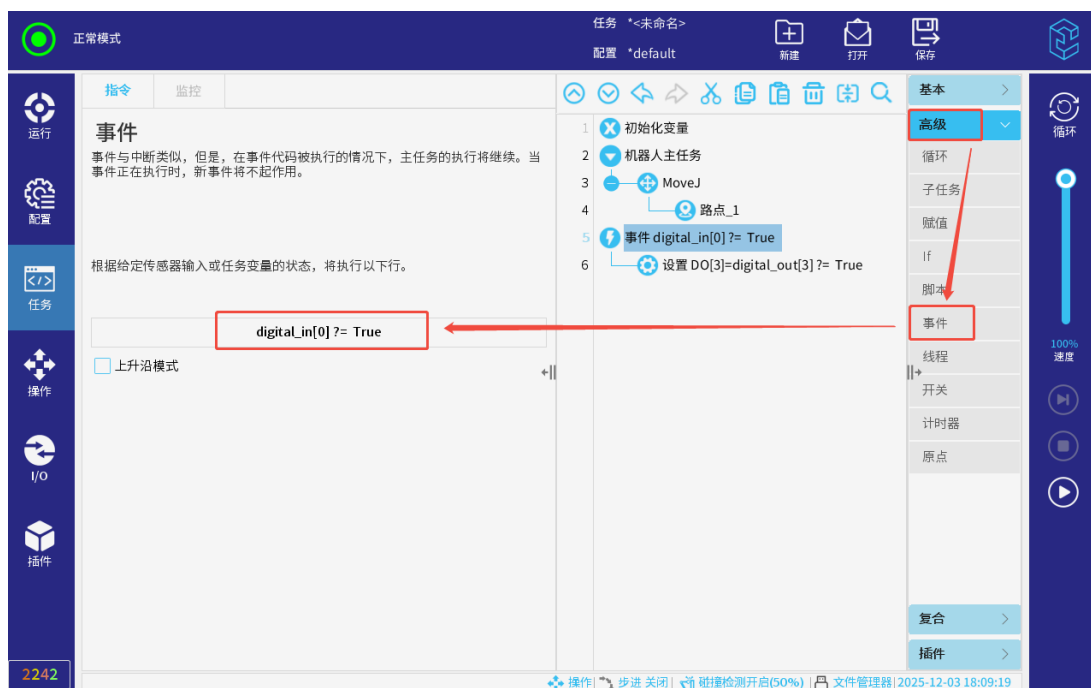 正常模式
任务 *<未命名>
配置 *default
新建
打开
保存
运行
配置
任务
操作
I/O
插件
2242
指令
监控
事件
事件与中断类似，但是，在事件代码被执行的情况下，主任务的执行将继续。当
事件正在执行时，新事件将不起作用。
根据给定传感器输入或任务变量的状态，将执行以下行。
digital_in[0] ?= True
上升沿模式
1 初始化变量
2 机器人主任务
3 MoveJ
4 路点_1
5 事件 digital_in[0] ?= True
6 设置 DO[3]=digital_out[3] ?= True
基本
高级
循环
子任务
赋值
If
脚本
事件
线程
开关
计时器
原点
复合
插件
循环
100%
速度
操作| 步进 关闭| 碰撞检测开启(50%) | 文件管理器|2025-12-03 18:09:19